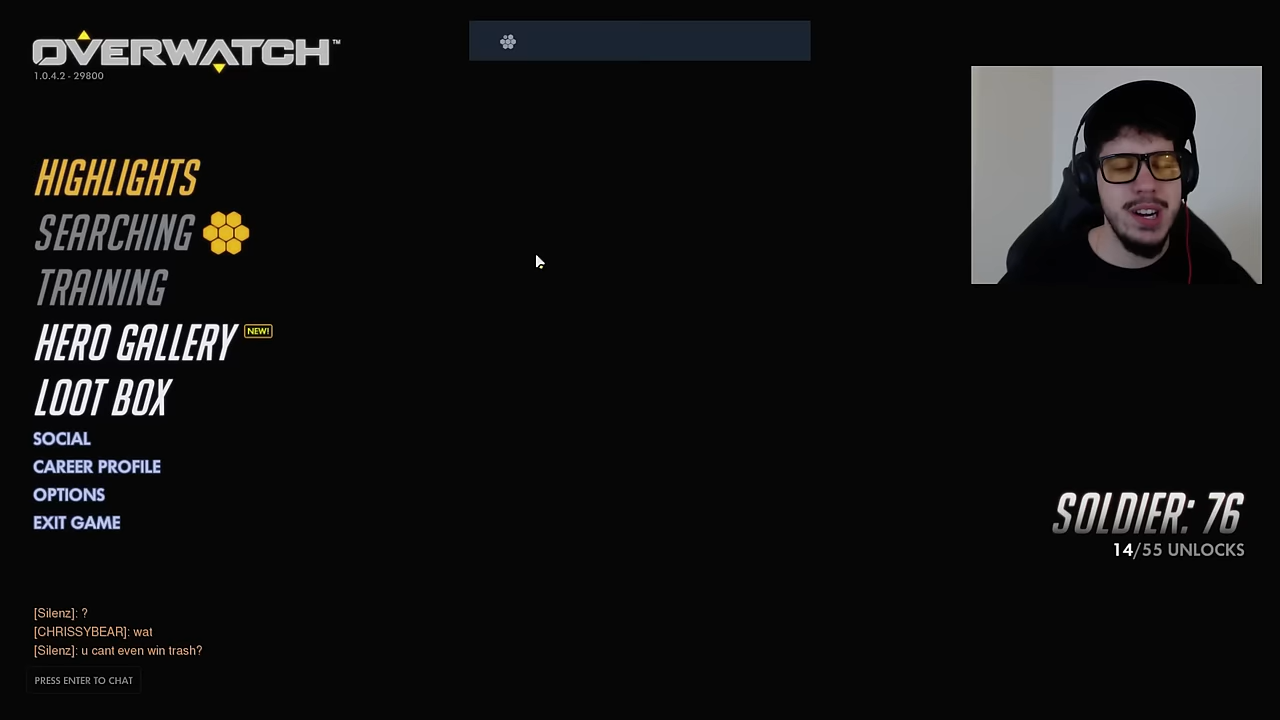 OVERWATCH™
1.0.4.2 - 29800
HIGHLIGHTS
SEARCHING
TRAINING
HERO GALLERY NEW!
LOOT BOX
SOCIAL
CAREER PROFILE
OPTIONS
EXIT GAME
SOLDIER: 76
14/55 UNLOCKS
[Silenz]: ?
[CHRISSYBEAR]: wat
[Silenz]: u cant even win trash?
PRESS ENTER TO CHAT